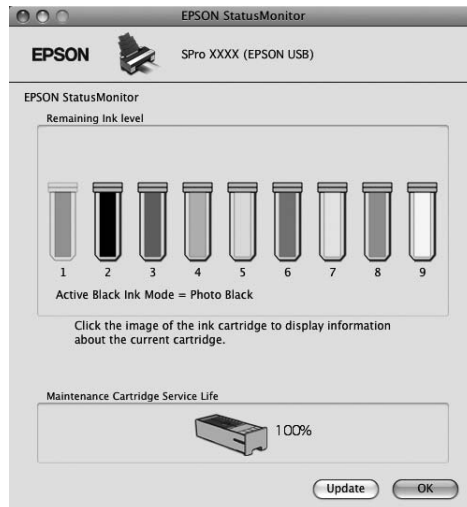 EPSON StatusMonitor
EPSON SPro XXXX (EPSON USB)
EPSON StatusMonitor
Remaining Ink level
1 2 3 4 5 6 7 8 9
Active Black Ink Mode = Photo Black
Click the image of the ink cartridge to display information
about the current cartridge.
Maintenance Cartridge Service Life
100%
Update OK